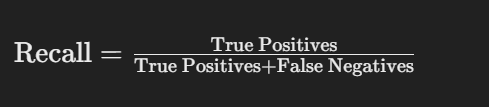 Recall = True Positives / True Positives+False Negatives